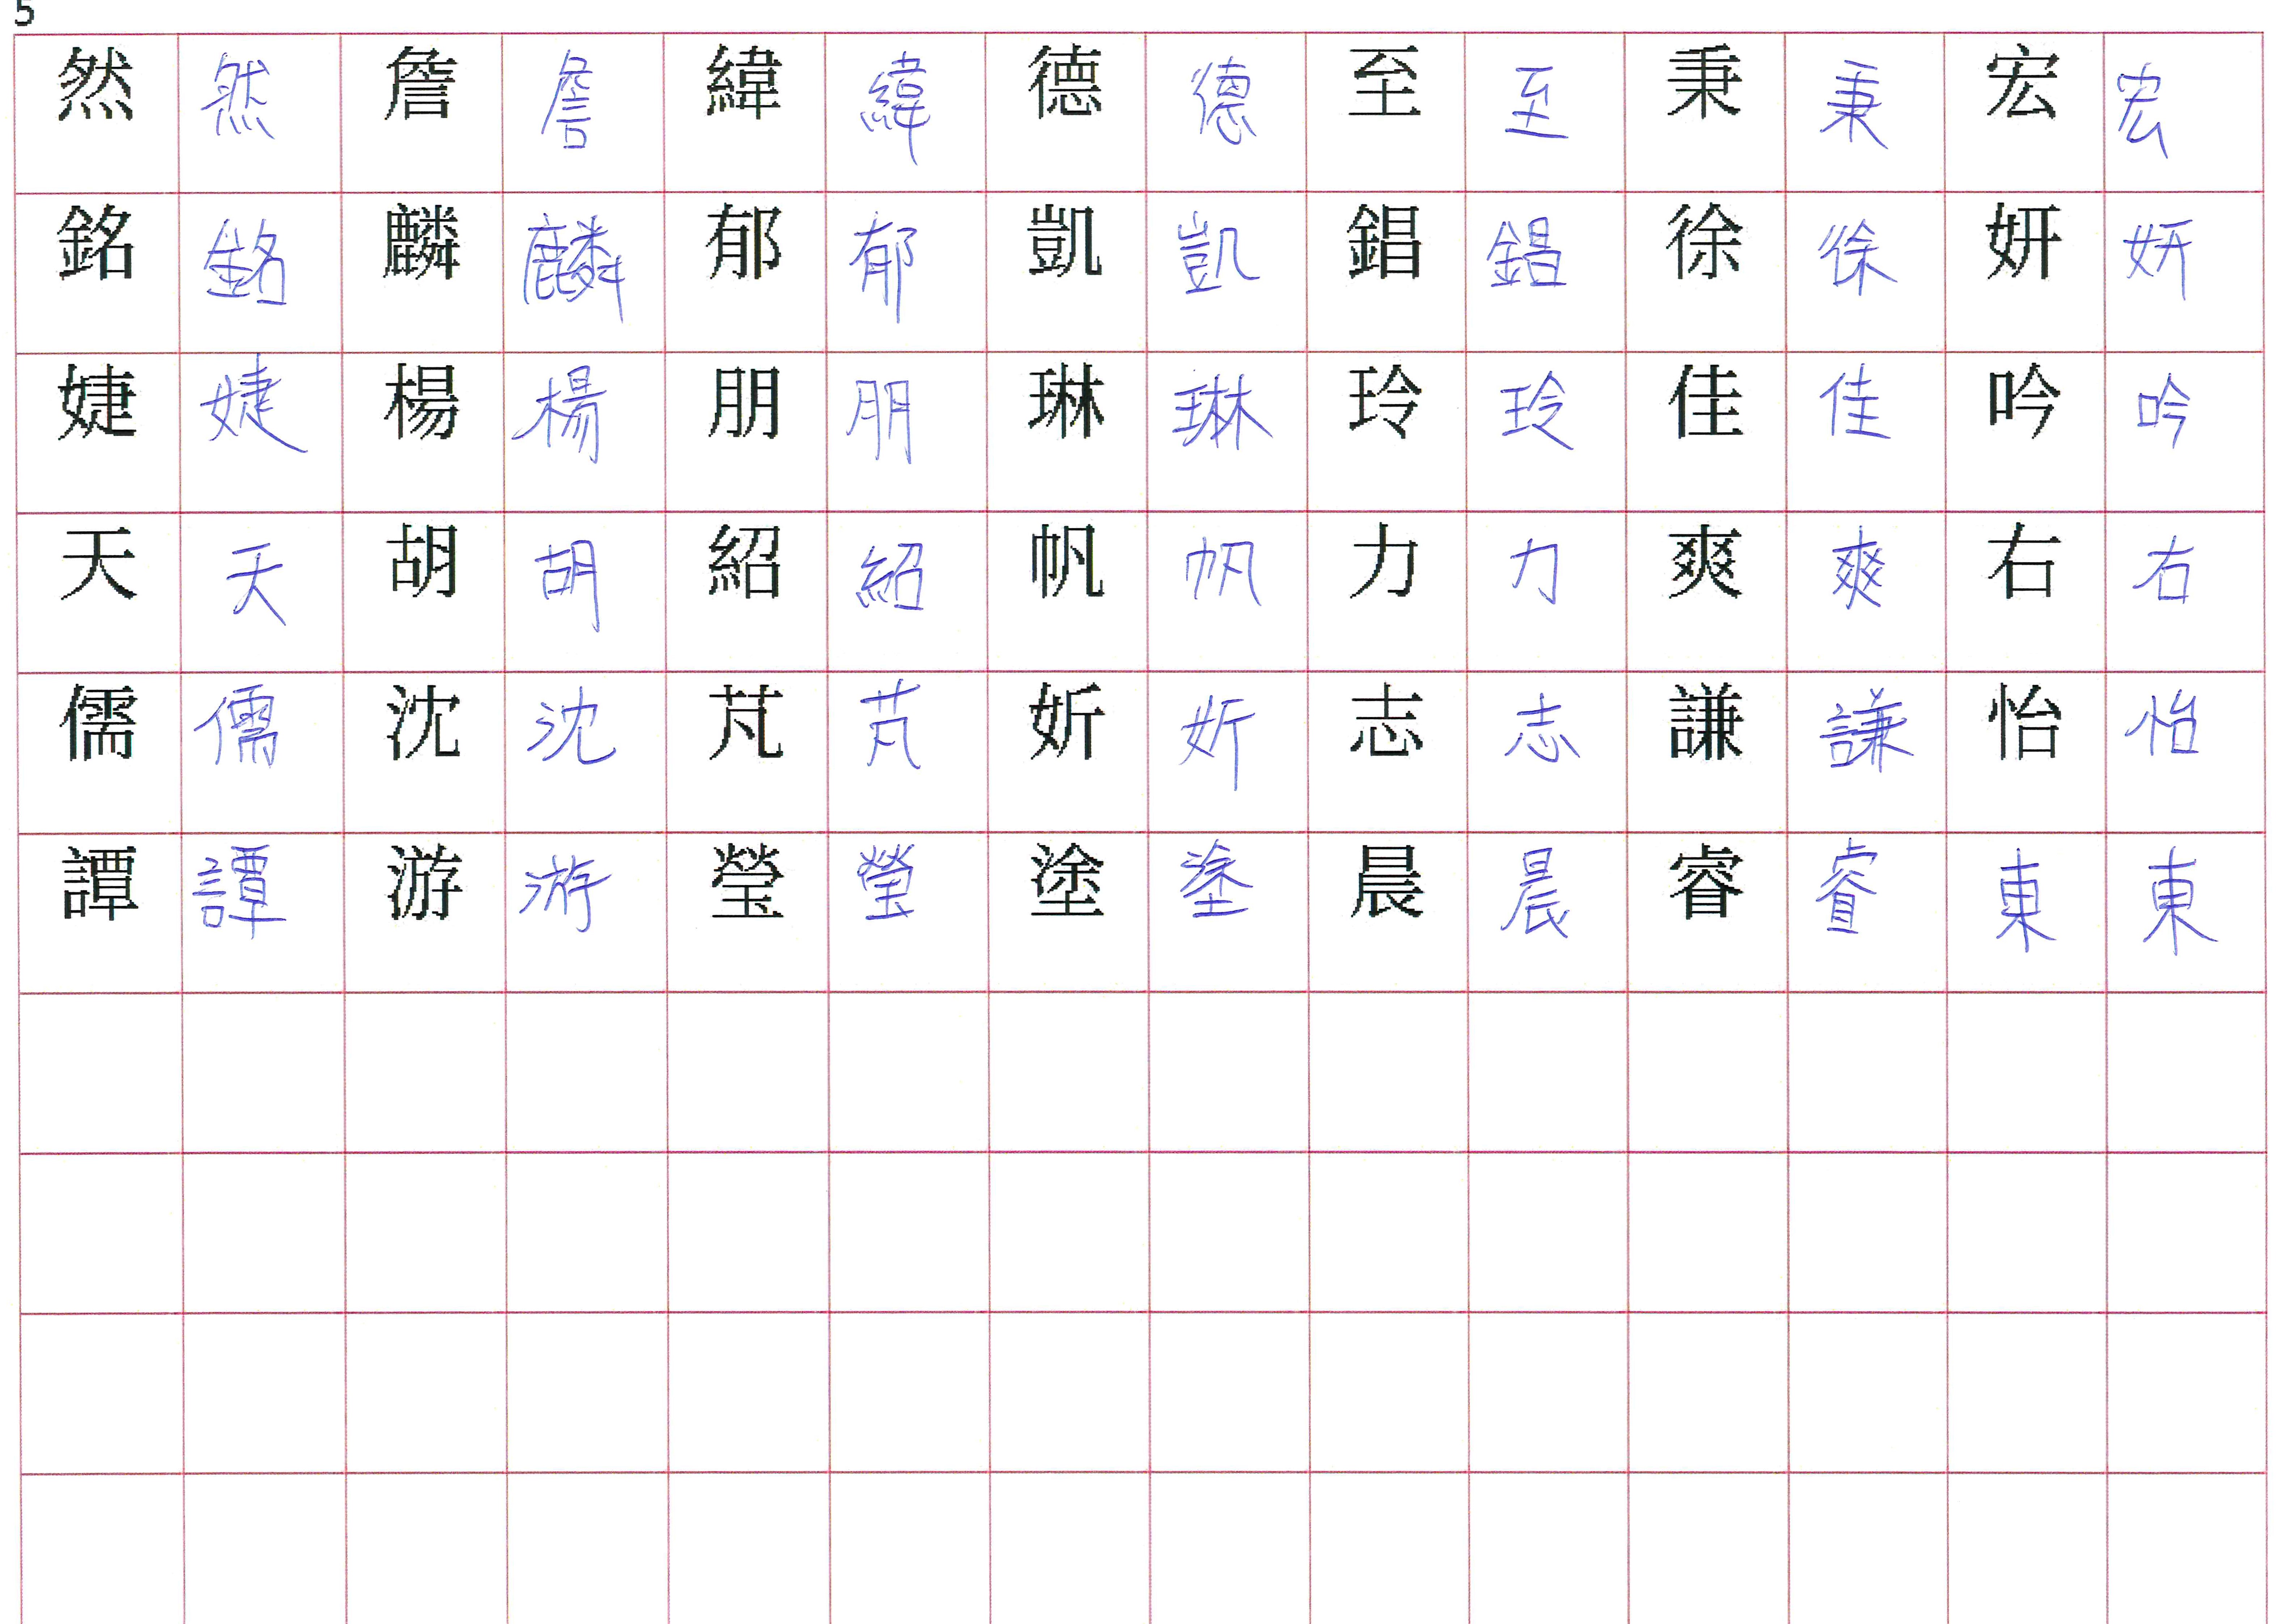 5
然 然 詹 詹 緯 緯 德 德 至 至 秉 秉 宏 宏
銘 銘 麟 麟 郁 郁 凱 凱 錩 錩 徐 徐 妍 妍
婕 婕 楊 楊 朋 朋 琳 琳 玲 玲 佳 佳 吟 吟
天 天 胡 胡 紹 紹 帆 帆 力 力 爽 爽 右 右
儒 儒 沈 沈 芃 芃 妡 妡 志 志 謙 謙 怡 怡
譚 譚 游 游 瑩 瑩 塗 塗 晨 晨 睿 睿 東 東